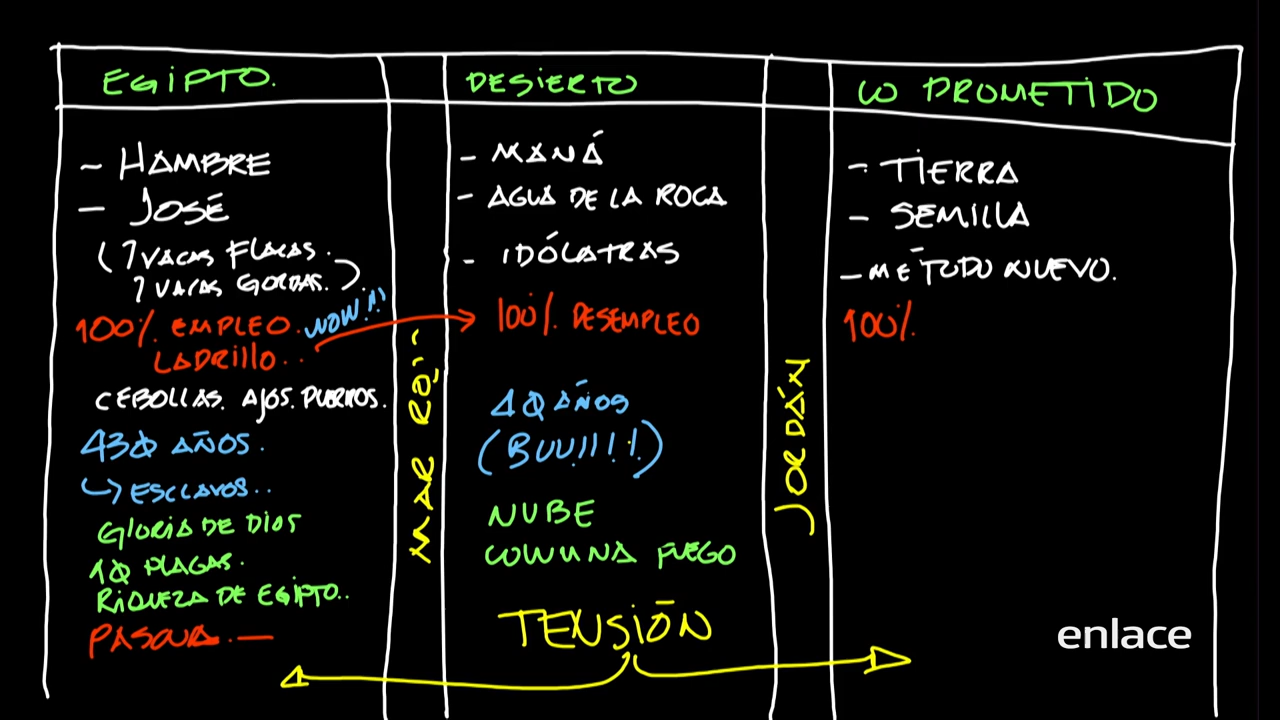 EGIPTO.
- HAMBRE
- JOSÉ
(7 VACAS FLACAS.
7 VACAS GORDAS.)
100% EMPLEO. WOW!!!
LADRILLO..
CEBOLLAS. AJOS. PUERROS.
430 AÑOS.
↳ ESCLAVOS..
GLORIA DE DIOS
10 PLAGAS.
RIQUEZA DE EGIPTO..
PASCUA.—
MAR ROJO
DESIERTO
- MANÁ
- AGUA DE LA ROCA
- IDÓLATRAS
100% DESEMPLEO
40 AÑOS
(BUU!!!!)
NUBE
COLUMNA FUEGO
TENSIÓN
JORDÁN
LO PROMETIDO
- TIERRA
- SEMILLA
- MÉTODO NUEVO.
100%
enlace